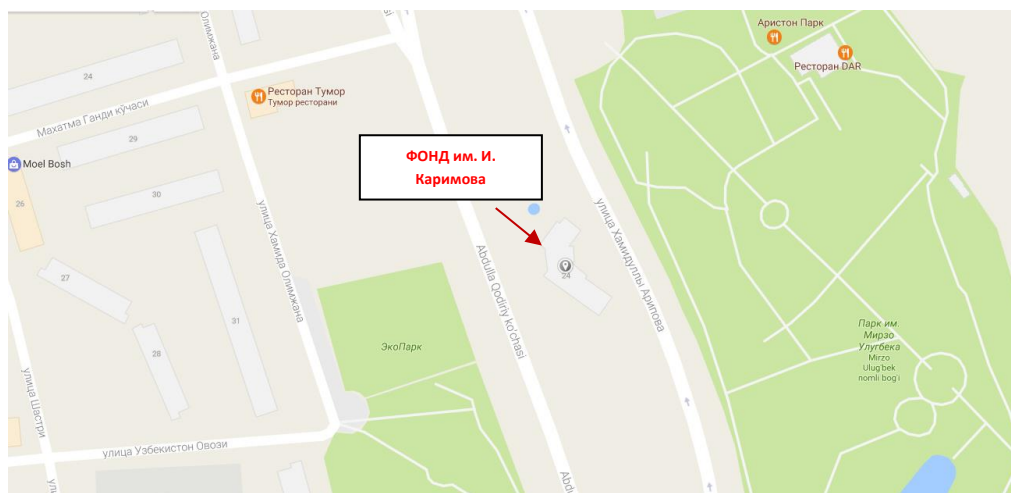 Олимжана
Аристон Парк
Ресторан DAR
24
Ресторан Тумор
Тумор ресторани
Махатма Ганди кўчаси
29
ФОНД им. И.
Каримова
Moel Bosh
30
26
улица Хамида Олимжана
улица Хамидуллы Арипова
27
24
Abdulla Qodiriy ko'chasi
31
ЭкоПарк
28
Парк им.
Мирзо
Улугбека
Mirzo
Ulug'bek
nomli bog'i
улица Шастри
улица Узбекистон Овози